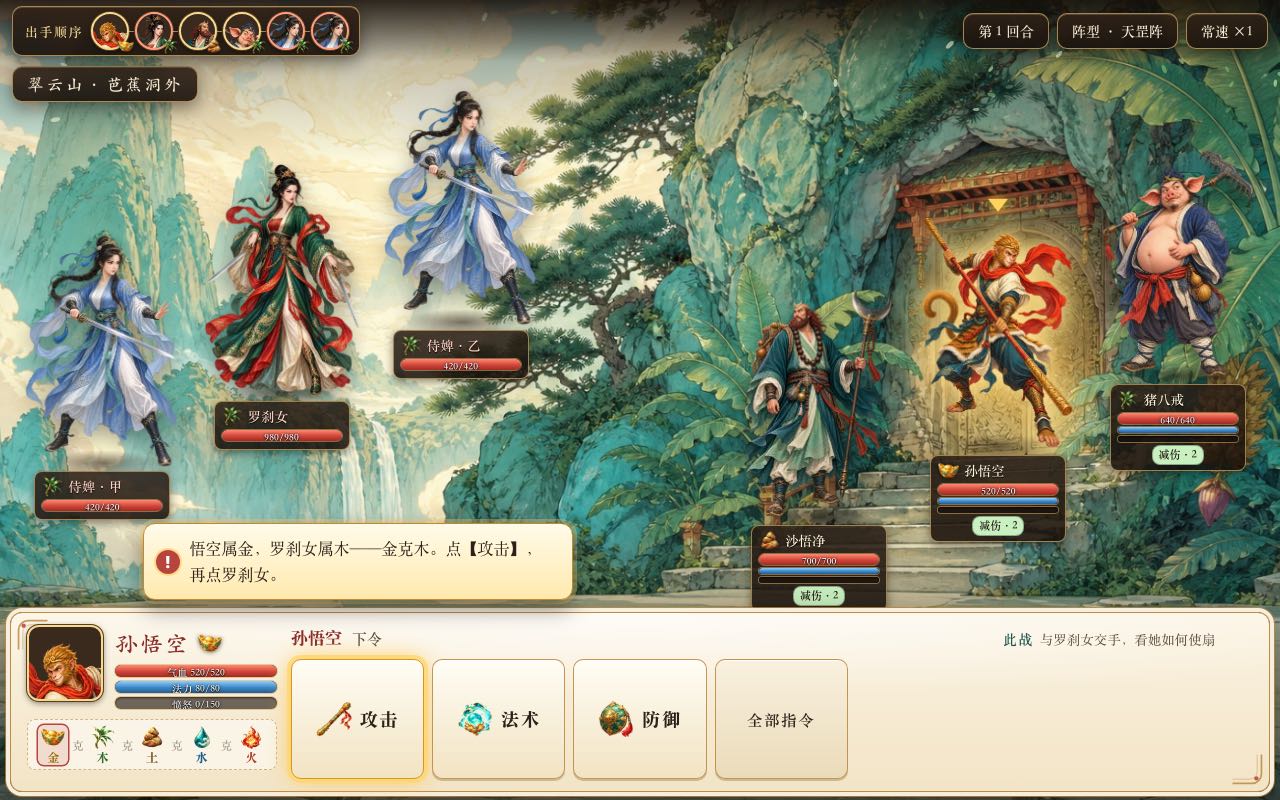 出手顺序
第 1 回合
阵型 · 天罡阵
常速 ×1
翠云山 · 芭蕉洞外
侍婢 · 乙
420/420
罗刹女
980/980
侍婢 · 甲
420/420
猪八戒
640/640
减伤 · 2
孙悟空
520/520
减伤 · 2
沙悟净
700/700
减伤 · 2
悟空属金，罗刹女属木——金克木。点【攻击】，
再点罗刹女。
孙悟空
气血 520/520
法力 80/80
愤怒 0/150
金 克 木 克 土 克 水 克 火
孙悟空 下令
此战 与罗刹女交手，看她如何使扇
攻击
法术
防御
全部指令